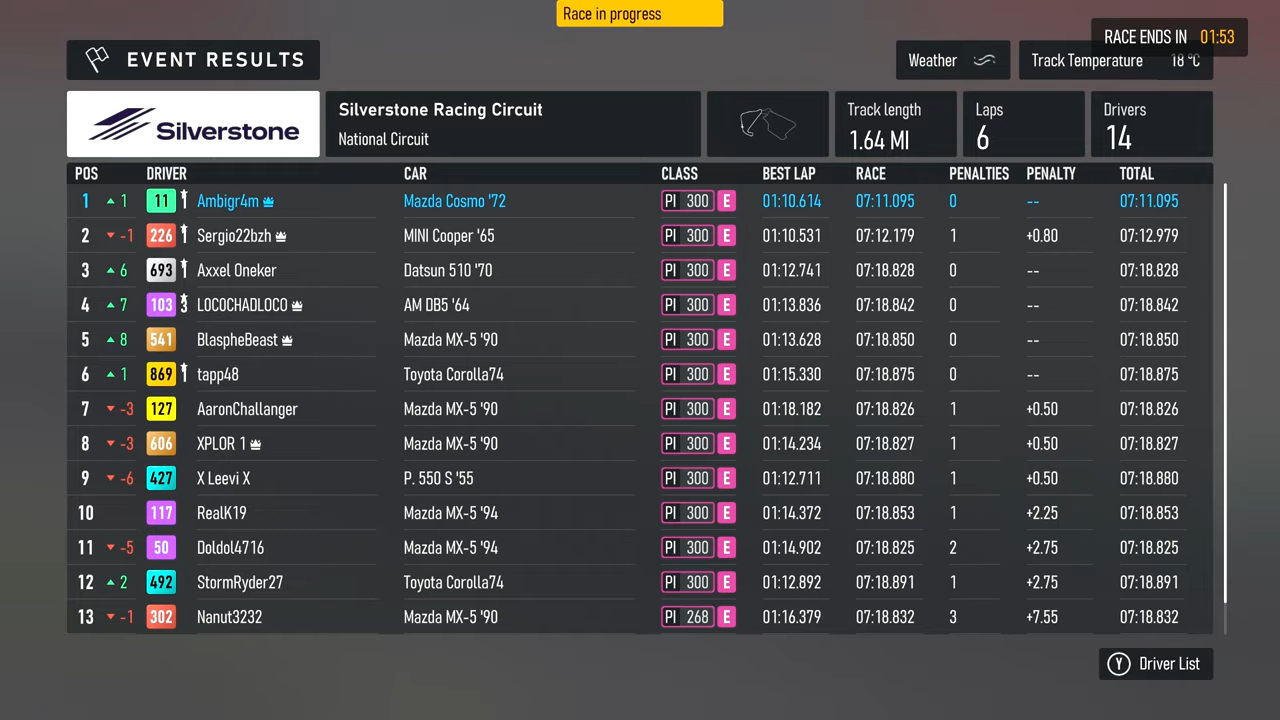 Race in progress
RACE ENDS IN 01:53
EVENT RESULTS
Weather
Track Temperature 18 °C
Silverstone
Silverstone Racing Circuit
National Circuit
Track length
1.64 MI
Laps
6
Drivers
14
POS DRIVER CAR CLASS BEST LAP RACE PENALTIES PENALTY TOTAL
1 1 11 Ambigr4m Mazda Cosmo '72 PI 300 E 01:10.614 07:11.095 0 -- 07:11.095
2 -1 226 Sergio22bzh MINI Cooper '65 PI 300 E 01:10.531 07:12.179 1 +0.80 07:12.979
3 6 693 Axxel Oneker Datsun 510 '70 PI 300 E 01:12.741 07:18.828 0 -- 07:18.828
4 7 103 3 LOCOCHADLOCO AM DB5 '64 PI 300 E 01:13.836 07:18.842 0 -- 07:18.842
5 8 541 BlaspheBeast Mazda MX-5 '90 PI 300 E 01:13.628 07:18.850 0 -- 07:18.850
6 1 869 tapp48 Toyota Corolla74 PI 300 E 01:15.330 07:18.875 0 -- 07:18.875
7 -3 127 AaronChallanger Mazda MX-5 '90 PI 300 E 01:18.182 07:18.826 1 +0.50 07:18.826
8 -3 606 XPLOR 1 Mazda MX-5 '90 PI 300 E 01:14.234 07:18.827 1 +0.50 07:18.827
9 -6 427 X Leevi X P. 550 S '55 PI 300 E 01:12.711 07:18.880 1 +0.50 07:18.880
10 117 RealK19 Mazda MX-5 '94 PI 300 E 01:14.372 07:18.853 1 +2.25 07:18.853
11 -5 50 Doldol4716 Mazda MX-5 '94 PI 300 E 01:14.902 07:18.825 2 +2.75 07:18.825
12 2 492 StormRyder27 Toyota Corolla74 PI 300 E 01:12.892 07:18.891 1 +2.75 07:18.891
13 -1 302 Nanut3232 Mazda MX-5 '90 PI 268 E 01:16.379 07:18.832 3 +7.55 07:18.832
Y Driver List